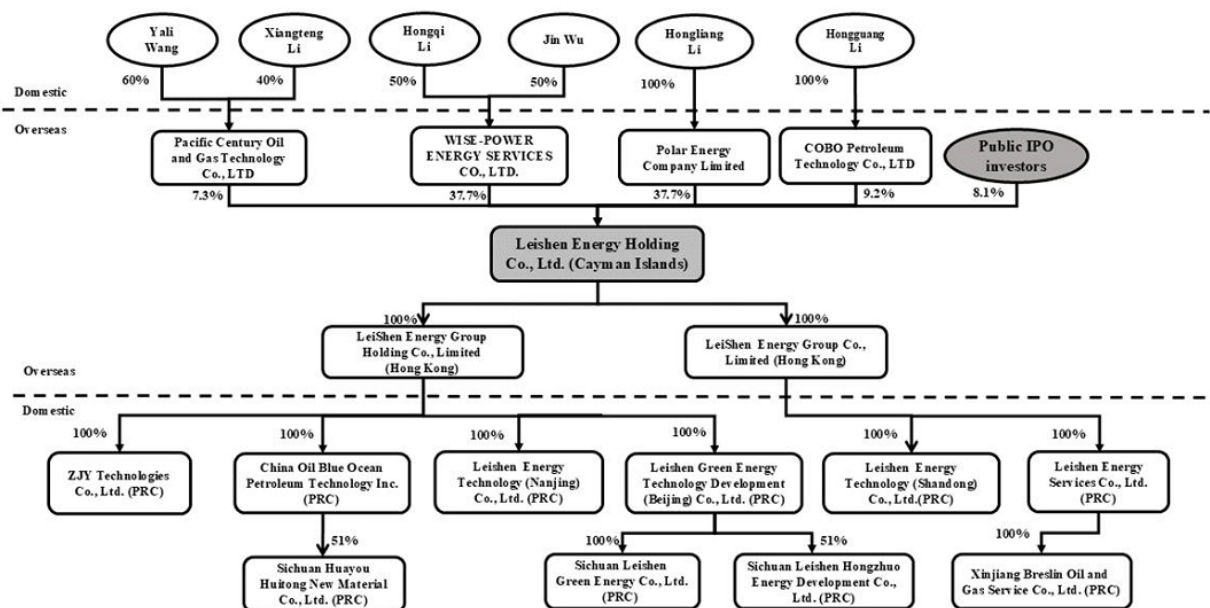 Yali
Wang
Xiangteng
Li
Hongqi
Li
Jin Wu
Hongliang
Li
Hongguang
Li
60%
40%
50%
50%
100%
100%
Domestic
Overseas
Pacific Century Oil
and Gas Technology
Co., LTD
WISE-POWER
ENERGY SERVICES
CO., LTD.
Polar Energy
Company Limited
COBO Petroleum
Technology Co., LTD
Public IPO
investors
7.3%
37.7%
37.7%
9.2%
8.1%
Leishen Energy Holding
Co., Ltd. (Cayman Islands)
100%
100%
LeiShen Energy Group
Holding Co., Limited
(Hong Kong)
LeiShen Energy Group Co.,
Limited (Hong Kong)
Overseas
Domestic
100%
100%
100%
100%
100%
100%
ZJY Technologies
Co., Ltd. (PRC)
China Oil Blue Ocean
Petroleum Technology Inc.
(PRC)
Leishen Energy
Technology (Nanjing)
Co., Ltd. (PRC)
Leishen Green Energy
Technology Development
(Beijing) Co., Ltd. (PRC)
Leishen Energy
Technology (Shandong)
Co., Ltd.(PRC)
Leishen Energy
Services Co., Ltd.
(PRC)
51%
100%
51%
100%
Sichuan Huayou
Huitong New Material
Co., Ltd. (PRC)
Sichuan Leishen
Green Energy Co., Ltd.
(PRC)
Sichuan Leishen Hongzhuo
Energy Development Co.,
Ltd. (PRC)
Xinjiang Breslin Oil and
Gas Service Co., Ltd. (PRC)